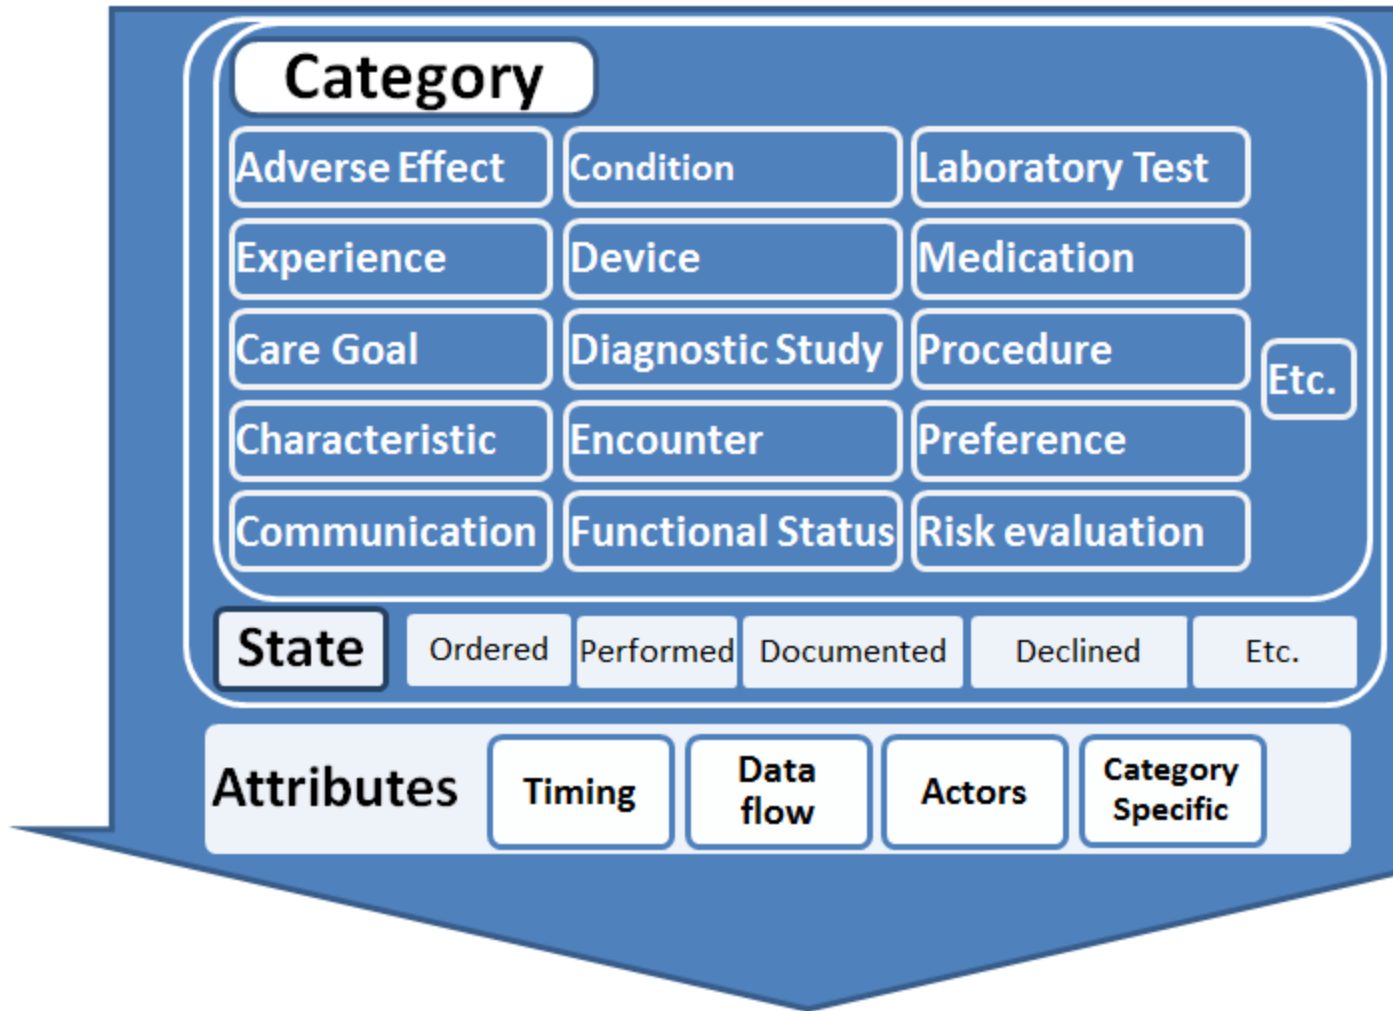 Category
Adverse Effect
Condition
Laboratory Test
Experience
Device
Medication
Care Goal
Diagnostic Study
Procedure
Etc.
Characteristic
Encounter
Preference
Communication
Functional Status
Risk evaluation
State
Ordered
Performed
Documented
Declined
Etc.
Attributes
Timing
Data
flow
Actors
Category
Specific